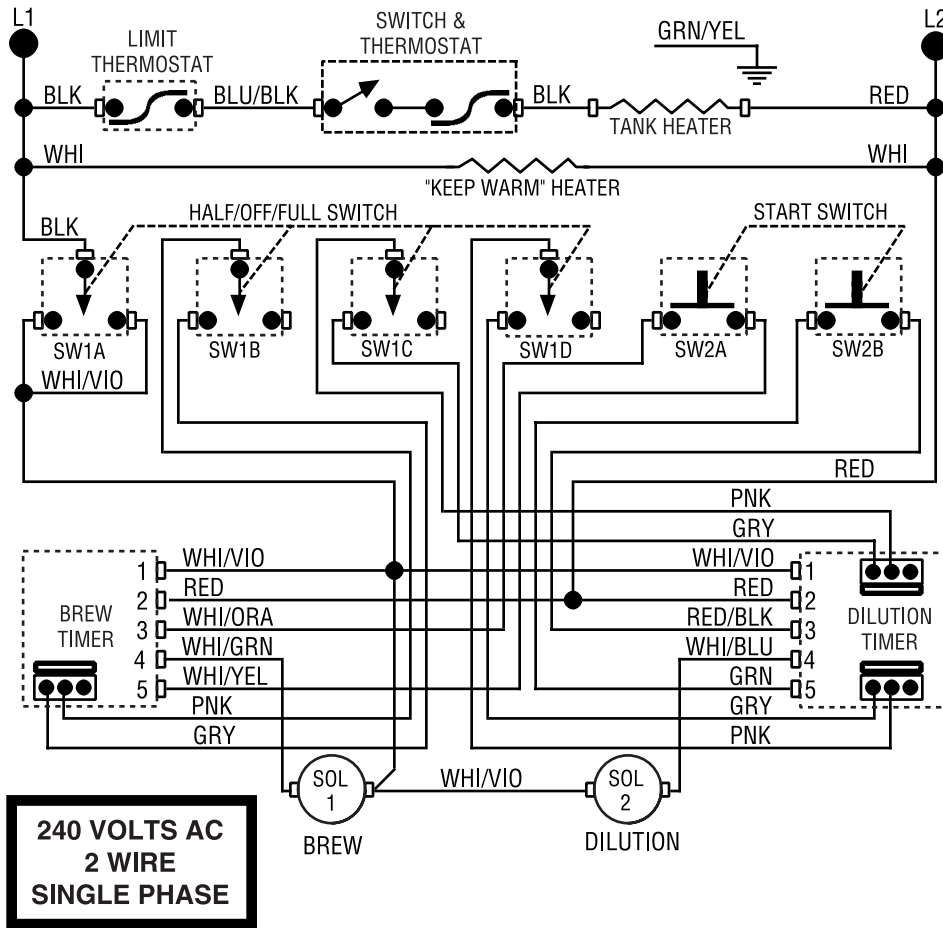 L1
L2
LIMIT
THERMOSTAT
SWITCH &
THERMOSTAT
GRN/YEL
BLK
BLU/BLK
BLK
RED
TANK HEATER
WHI
WHI
"KEEP WARM" HEATER
BLK
HALF/OFF/FULL SWITCH
START SWITCH
SW1A
SW1B
SW1C
SW1D
SW2A
SW2B
WHI/VIO
RED
PNK
GRY
BREW
TIMER
1
2
3
4
5
WHI/VIO
RED
WHI/ORA
WHI/GRN
WHI/YEL
PNK
GRY
WHI/VIO
RED
RED/BLK
WHI/BLU
GRN
GRY
PNK
1
2
3
4
5
DILUTION
TIMER
SOL
1
BREW
WHI/VIO
SOL
2
DILUTION
240 VOLTS AC
2 WIRE
SINGLE PHASE